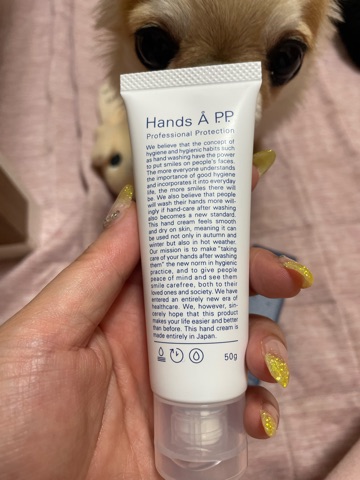 Hands Å P.P.
Professional Protection
We believe that the concept of
hygiene and hygienic habits such
as hand washing have the power
to put smiles on people's faces.
The more everyone understands
the importance of good hygiene
and incorporates it into everyday
life, the more smiles there will
be. We also believe that people
will wash their hands more will-
ingly if hand-care after washing
also becomes a new standard.
This hand cream feels smooth
and dry on skin, meaning it can
be used not only in autumn and
winter but also in hot weather.
Our mission is to make "taking
care of your hands after washing
them" the new norm in hygienic
practice, and to give people
peace of mind and see them
smile carefree, both to their
loved ones and society. We have
entered an entirely new era of
healthcare. We, however, sin-
cerely hope that this product
makes your life easier and better
than before. This hand cream is
made entirely in Japan.
50g